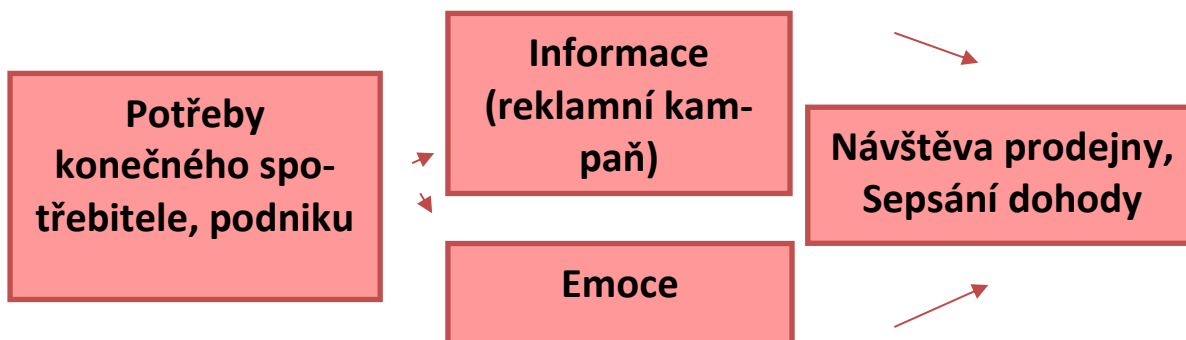 Potřeby
konečného spo-
třebitele, podniku
Informace
(reklamní kam-
paň)
Emoce
Návštěva prodejny,
Sepsání dohody